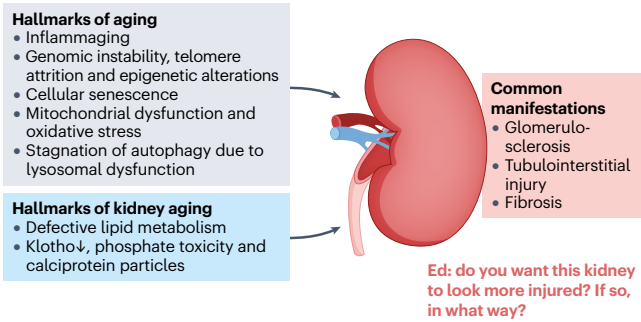 Hallmarks of aging
• Inflammaging
• Genomic instability, telomere
attrition and epigenetic alterations
• Cellular senescence
• Mitochondrial dysfunction and
oxidative stress
• Stagnation of autophagy due to
lysosomal dysfunction
Hallmarks of kidney aging
• Defective lipid metabolism
• Klotho↓, phosphate toxicity and
calciprotein particles
Common
manifestations
• Glomerulo-
sclerosis
• Tubulointerstitial
injury
• Fibrosis
Ed: do you want this kidney
to look more injured? If so,
in what way?